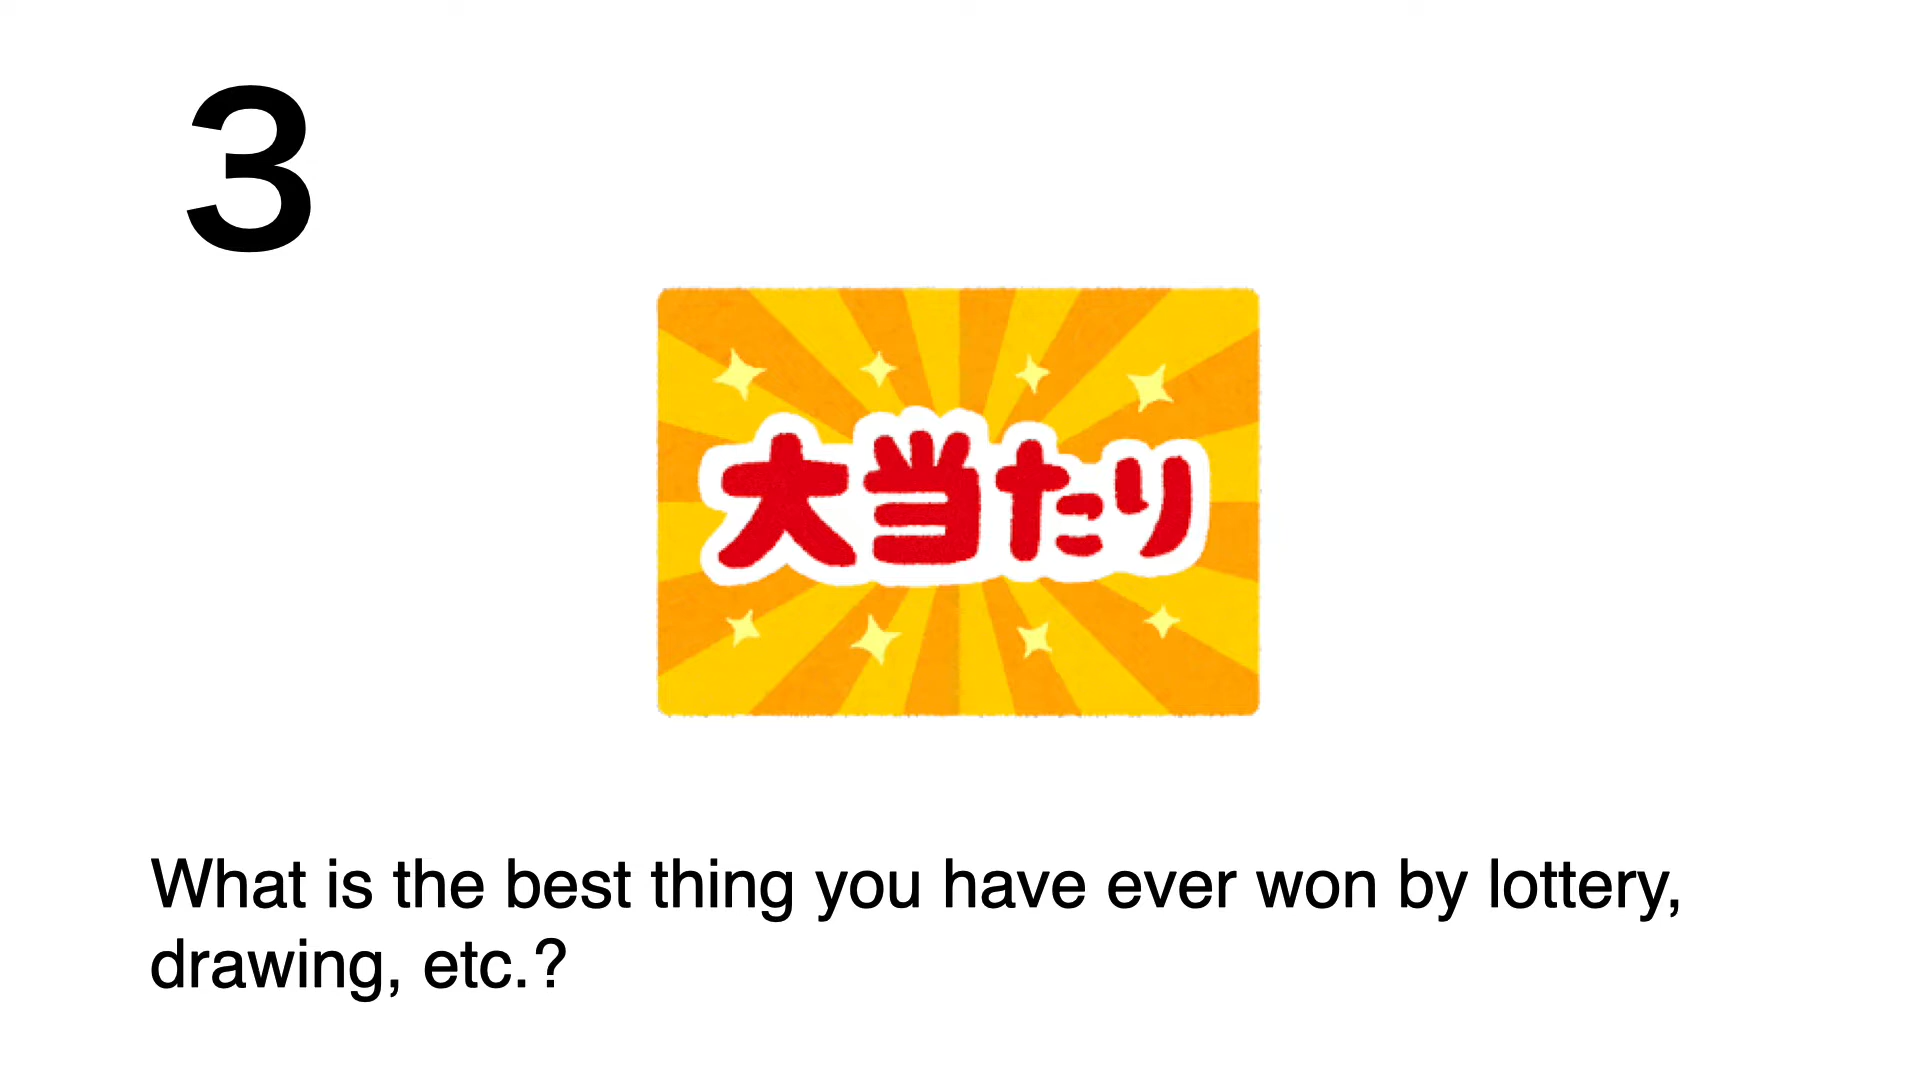 3
大当たり
What is the best thing you have ever won by lottery,
drawing, etc.?